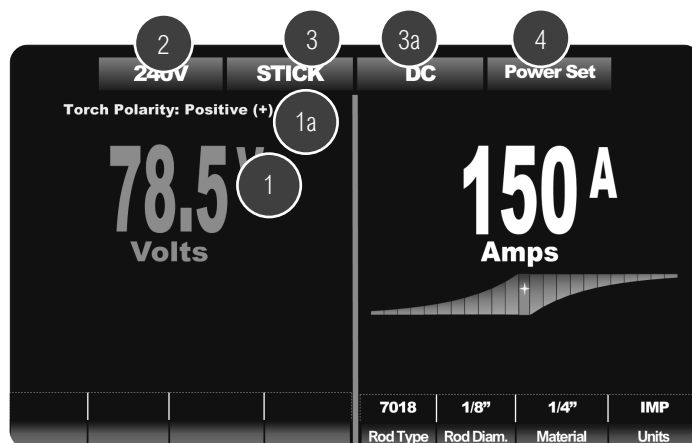 2 3 3a 4
240V STICK DC Power Set
Torch Polarity: Positive (+)
1a
78.5 V
1
Volts
150 A
Amps
7018 1/8” 1/4” IMP
Rod Type Rod Diam. Material Units